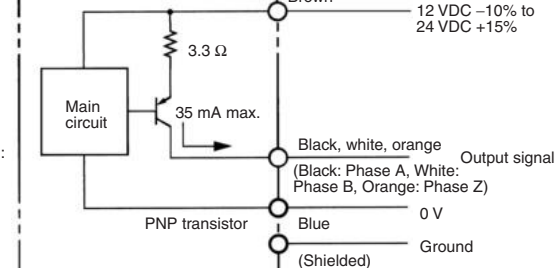 Brown
12 VDC –10% to
24 VDC +15%
3.3 Ω
Main
circuit
35 mA max.
:
Black, white, orange
Output signal
(Black: Phase A, White:
Phase B, Orange: Phase Z)
0 V
PNP transistor
Blue
Ground
(Shielded)